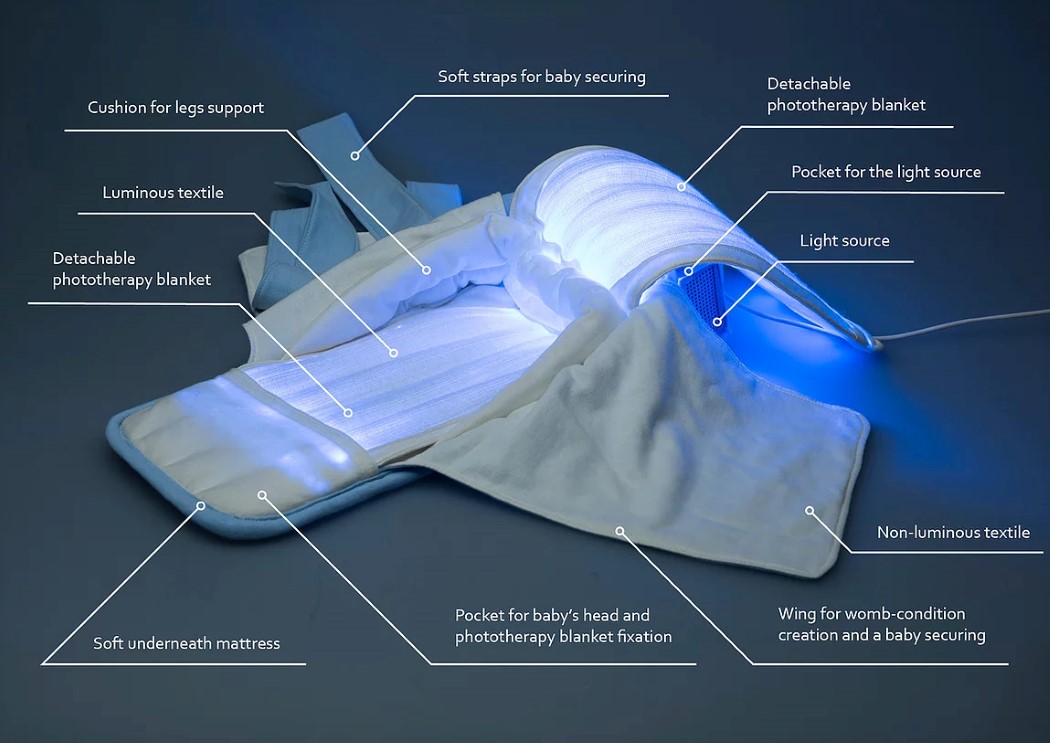 Soft straps for baby securing
Cushion for legs support
Detachable
phototherapy blanket
Pocket for the light source
Luminous textile
Light source
Detachable
phototherapy blanket
Non-luminous textile
Pocket for baby's head and
phototherapy blanket fixation
Wing for womb-condition
creation and a baby securing
Soft underneath mattress